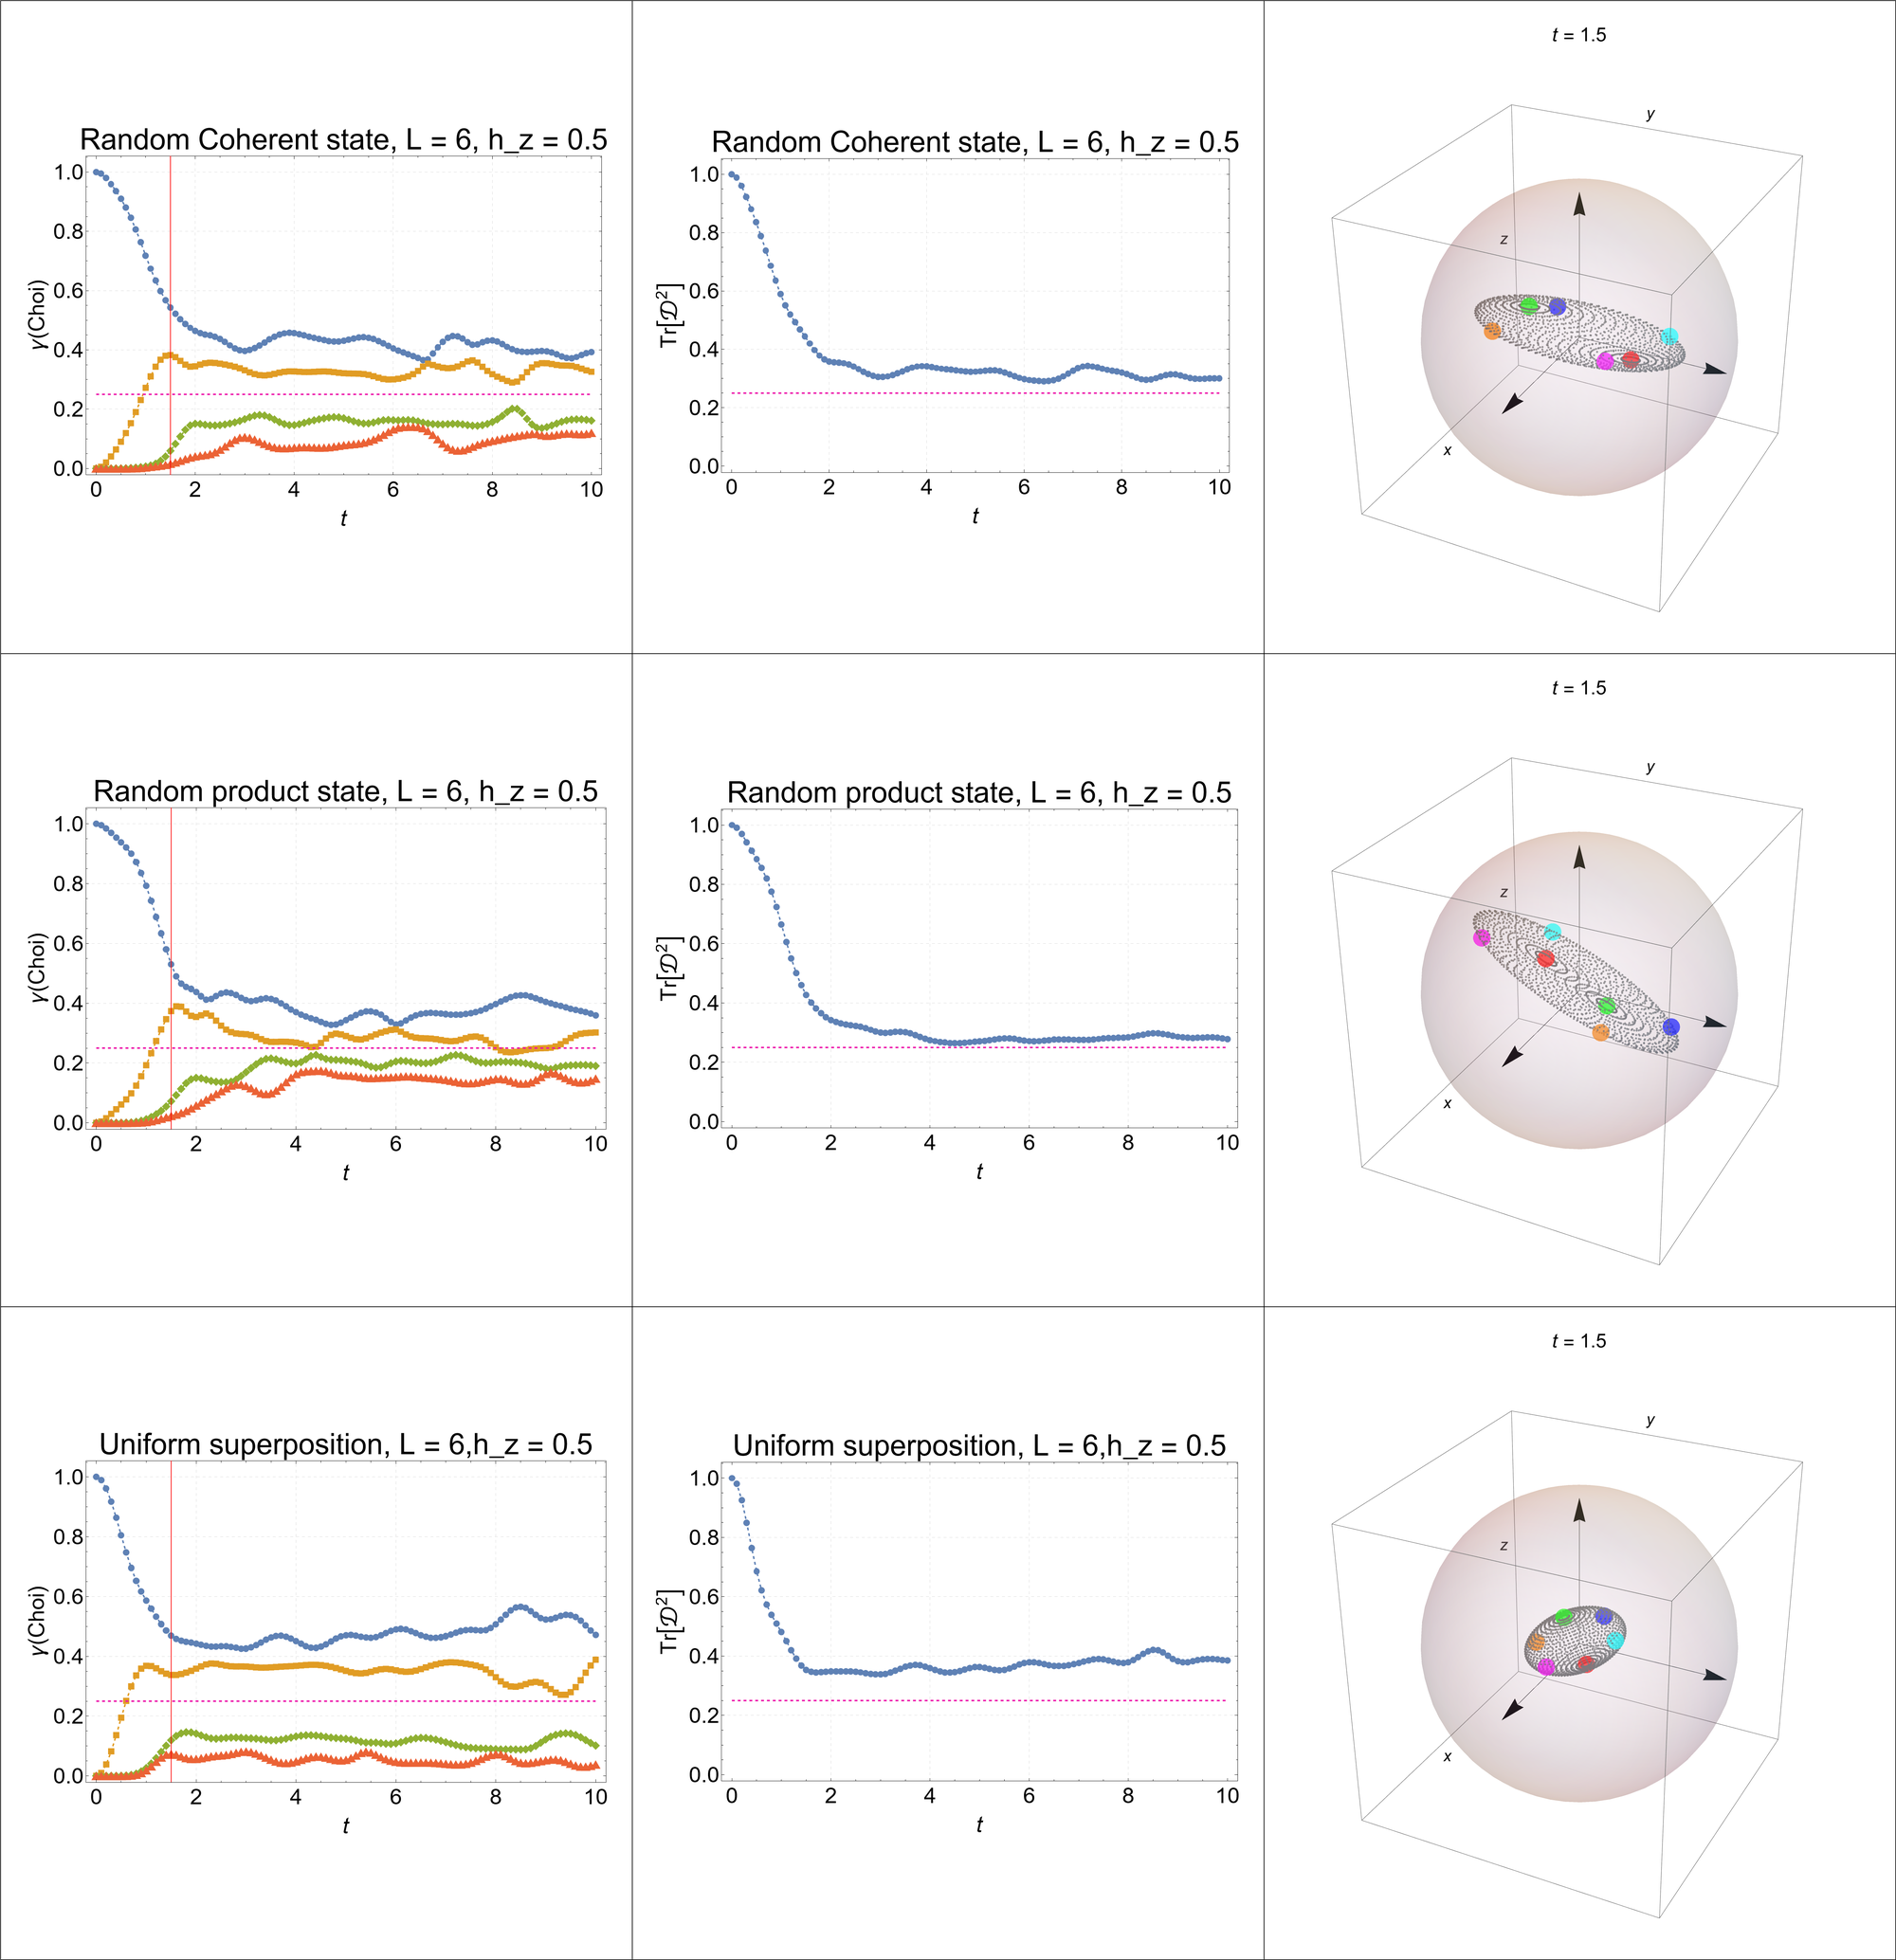 t = 1.5
Random Coherent state, L = 6, h_z = 0.5
Random Coherent state, L = 6, h_z = 0.5
γ(Choi)
1.0
0.8
0.6
0.4
0.2
0.0
0 2 4 6 8 10
t
Tr[𝒟²]
1.0
0.8
0.6
0.4
0.2
0.0
0 2 4 6 8 10
t
y
z
x
t = 1.5
Random product state, L = 6, h_z = 0.5
Random product state, L = 6, h_z = 0.5
γ(Choi)
1.0
0.8
0.6
0.4
0.2
0.0
0 2 4 6 8 10
t
Tr[𝒟²]
1.0
0.8
0.6
0.4
0.2
0.0
0 2 4 6 8 10
t
y
z
x
t = 1.5
Uniform superposition, L = 6,h_z = 0.5
Uniform superposition, L = 6,h_z = 0.5
γ(Choi)
1.0
0.8
0.6
0.4
0.2
0.0
0 2 4 6 8 10
t
Tr[𝒟²]
1.0
0.8
0.6
0.4
0.2
0.0
0 2 4 6 8 10
t
y
z
x